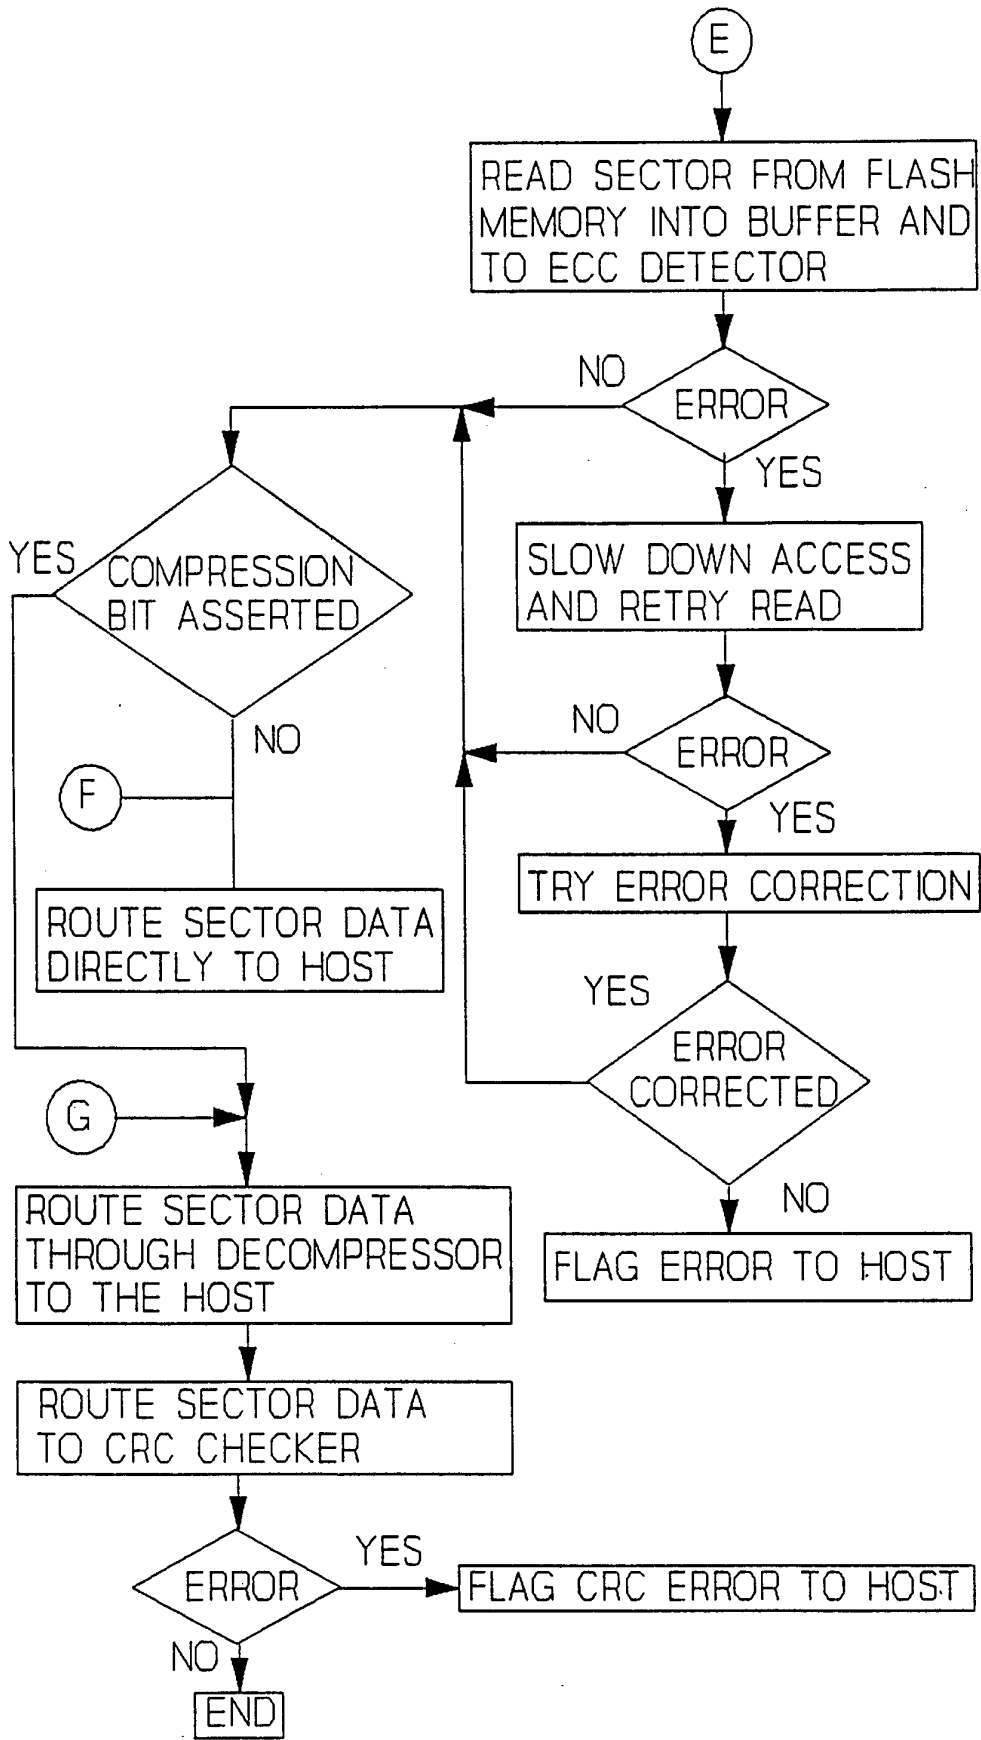 E
READ SECTOR FROM FLASH
MEMORY INTO BUFFER AND
TO ECC DETECTOR
NO
ERROR
YES
SLOW DOWN ACCESS
AND RETRY READ
YES
COMPRESSION
BIT ASSERTED
NO
NO
ERROR
YES
F
TRY ERROR CORRECTION
ROUTE SECTOR DATA
DIRECTLY TO HOST
YES
ERROR
CORRECTED
G
NO
FLAG ERROR TO HOST
ROUTE SECTOR DATA
THROUGH DECOMPRESSOR
TO THE HOST
ROUTE SECTOR DATA
TO CRC CHECKER
ERROR
YES
FLAG CRC ERROR TO HOST
NO
END